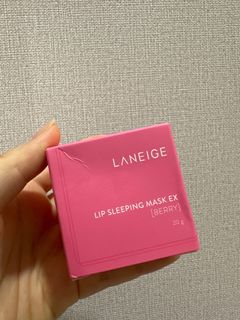 LANEIGE
LIP SLEEPING MASK EX
[BERRY]
20 g